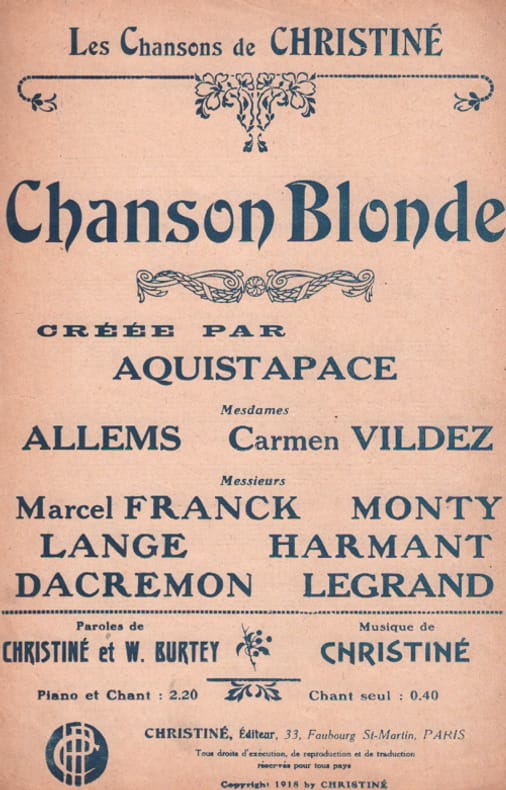 Les Chansons de CHRISTINÉ
Chanson Blonde
CRÉÉE PAR
AQUISTAPACE
Mesdames
ALLEMS Carmen VILDEZ
Messieurs
Marcel FRANCK MONTY
LANGE HARMANT
DACREMON LEGRAND
Paroles de
CHRISTINÉ et W. BURTEY
Musique de
CHRISTINÉ
Piano et Chant : 2.20 Chant seul : 0.40
CHRISTINÉ, Éditeur, 33, Faubourg St-Martin, PARIS
Tous droits d'exécution, de reproduction et de traduction
réservés pour tous pays
Copyright 1918 by CHRISTINÉ